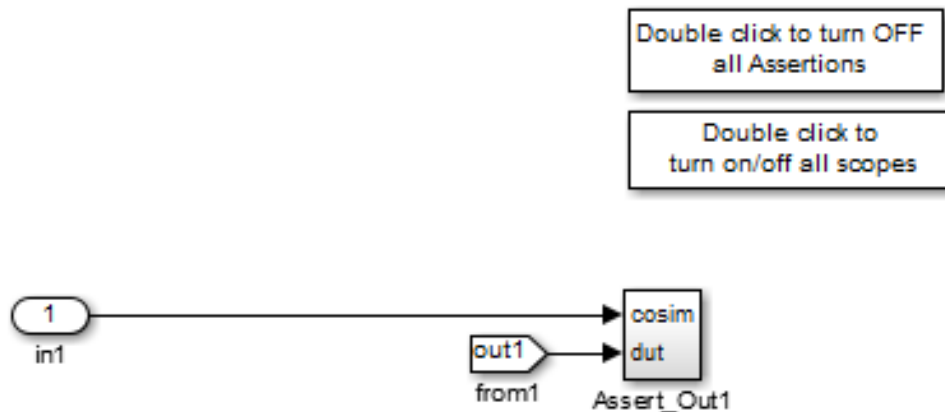 Double click to turn OFF
all Assertions
Double click to
turn on/off all scopes
1
in1
cosim
out1
dut
from1
Assert_Out1